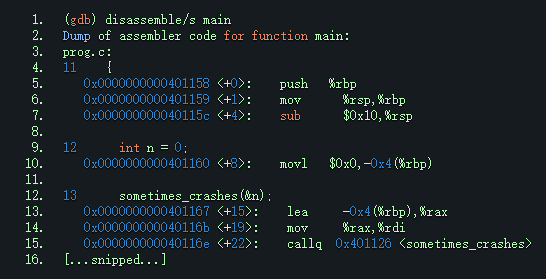 1. (gdb) disassemble/s main
2. Dump of assembler code for function main:
3. prog.c:
4. 11    {
5.    0x0000000000401158 <+0>:    push   %rbp
6.    0x0000000000401159 <+1>:    mov    %rsp,%rbp
7.    0x000000000040115c <+4>:    sub    $0x10,%rsp
8.
9. 12      int n = 0;
10.    0x0000000000401160 <+8>:    movl   $0x0,-0x4(%rbp)
11.
12. 13      sometimes_crashes(&n);
13.    0x0000000000401167 <+15>:    lea    -0x4(%rbp),%rax
14.    0x000000000040116b <+19>:    mov    %rax,%rdi
15.    0x000000000040116e <+22>:    callq  0x401126 <sometimes_crashes>
16. [...snipped...]